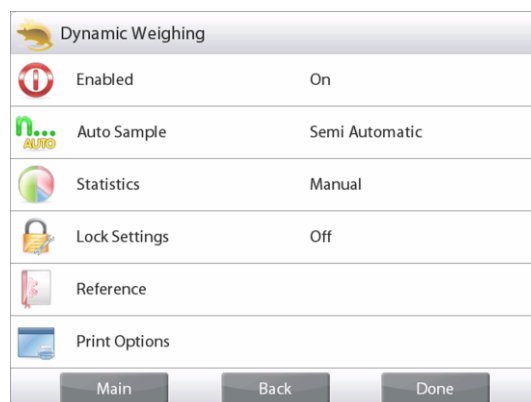 Dynamic Weighing
Enabled On
n...
AUTO
Auto Sample Semi Automatic
Statistics Manual
Lock Settings Off
Reference
Print Options
Main Back Done